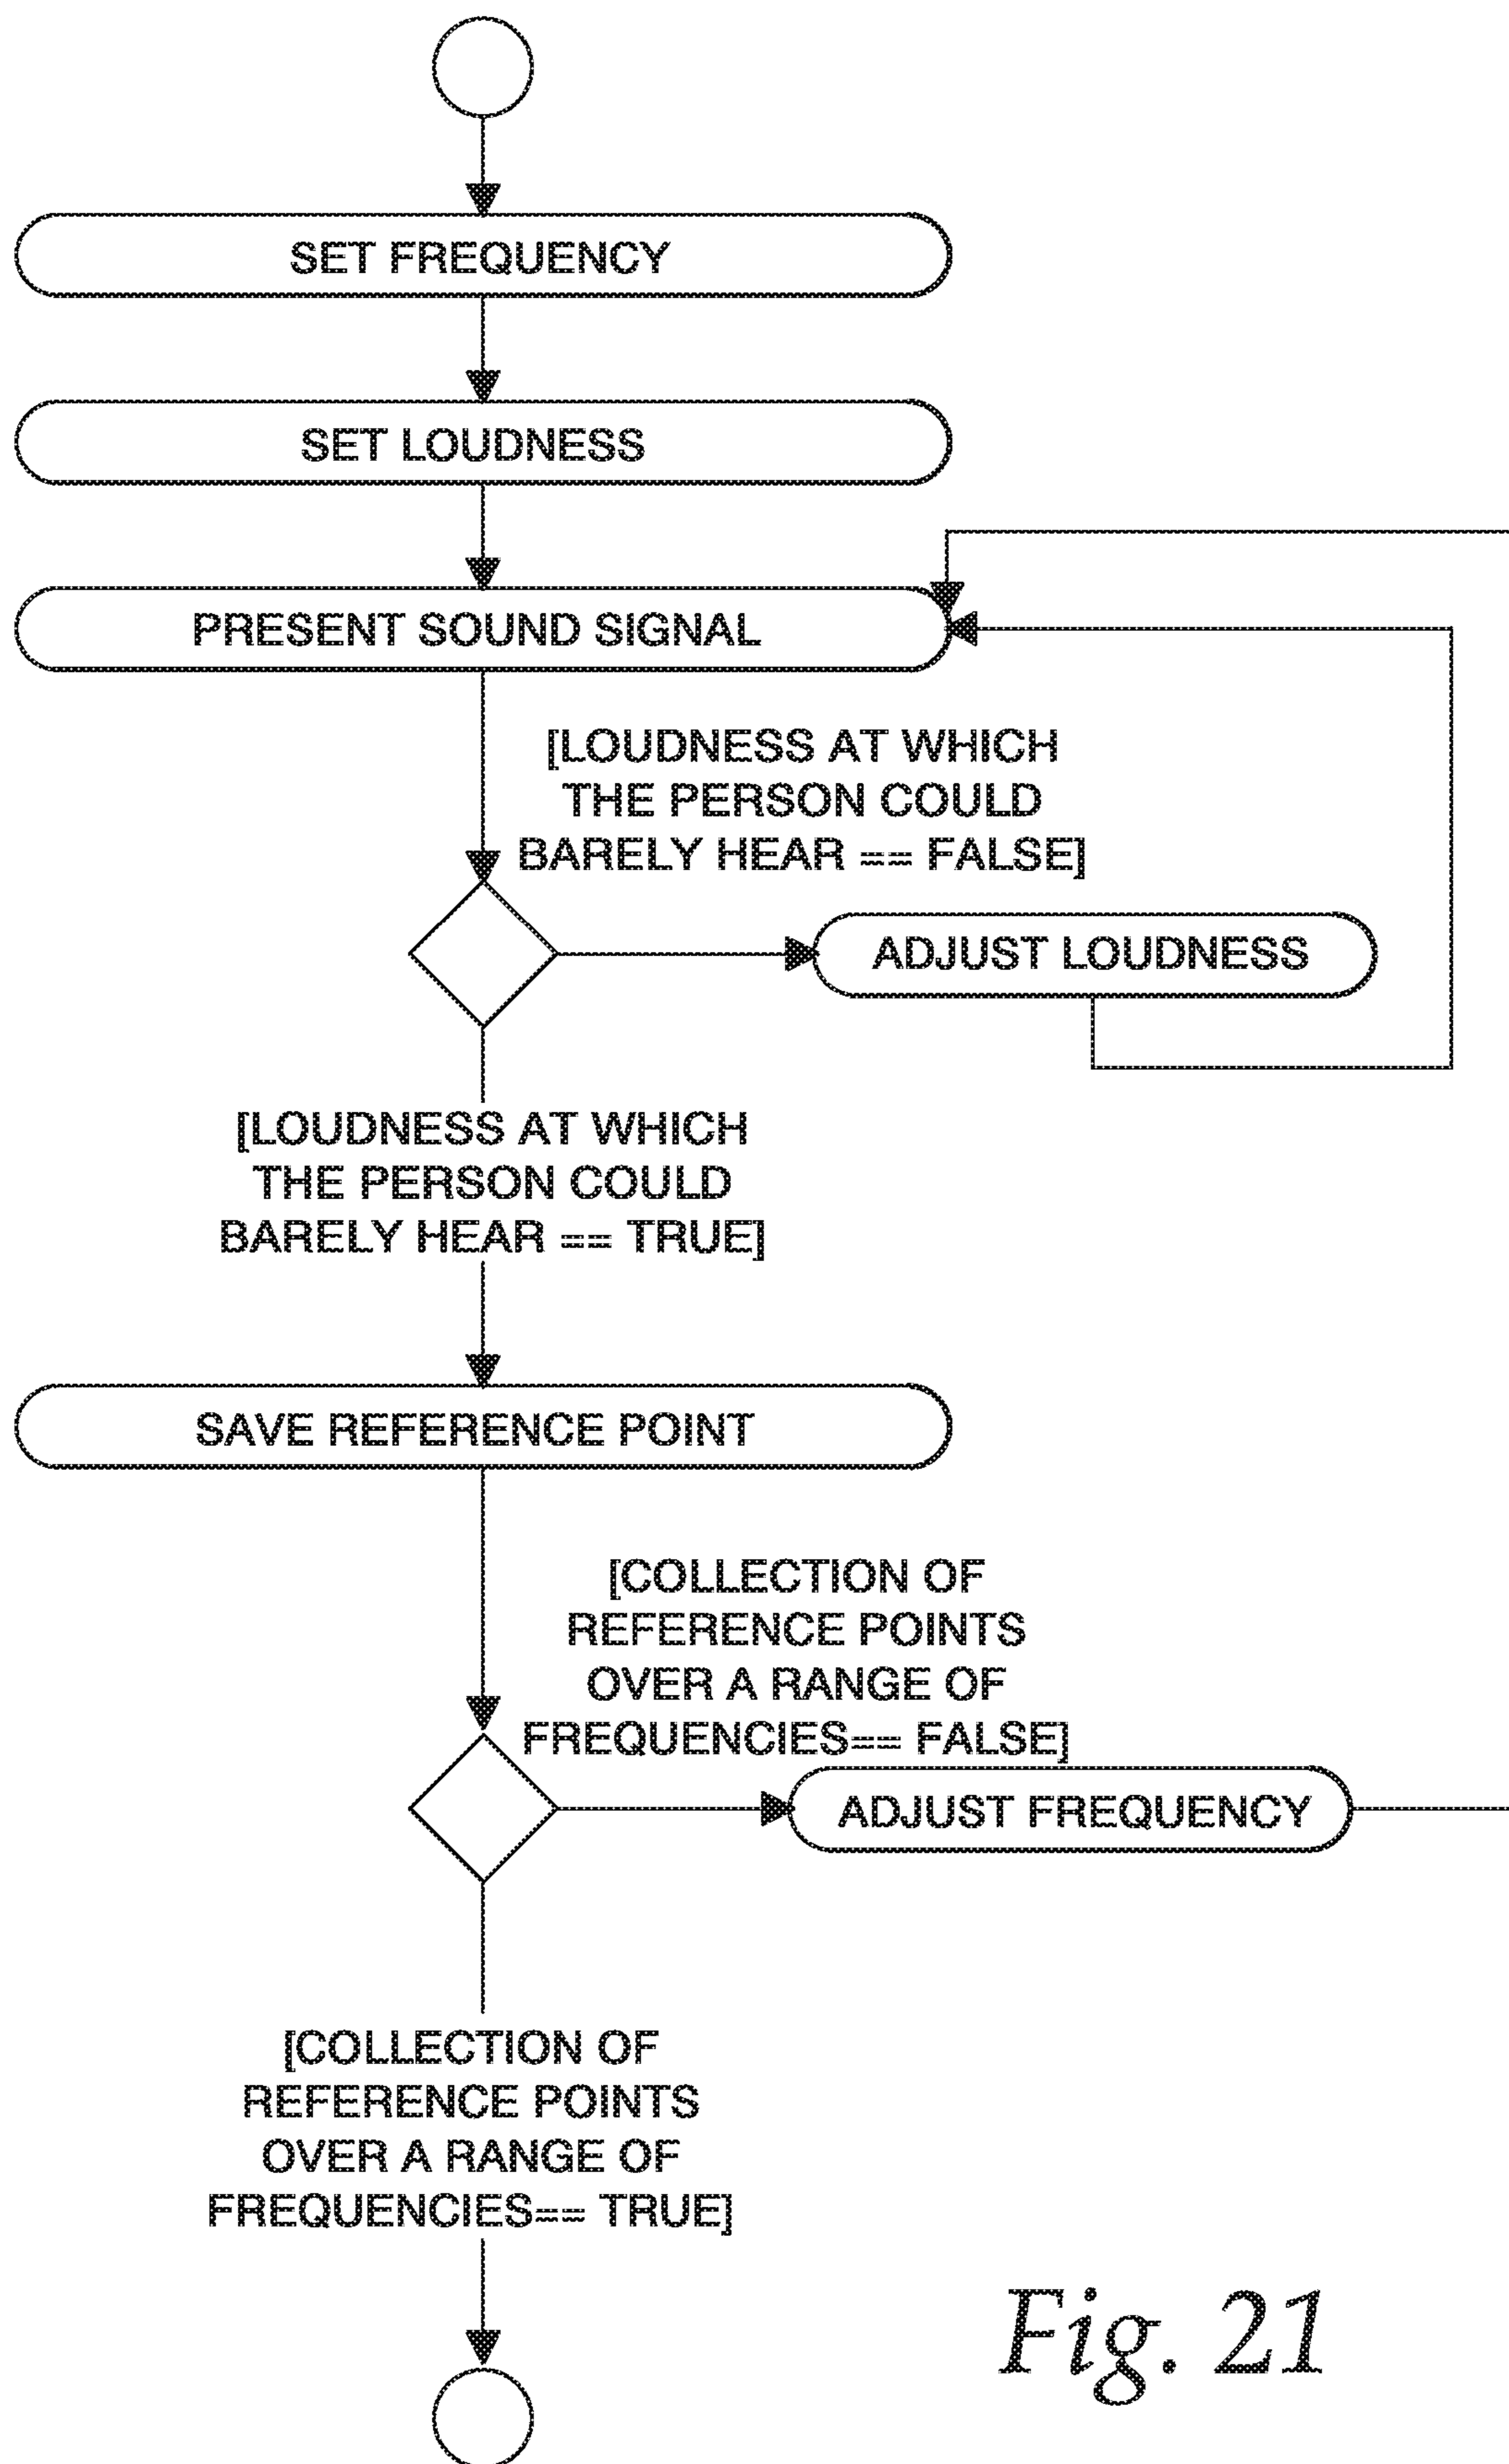 SET FREQUENCY
SET LOUDNESS
PRESENT SOUND SIGNAL
[LOUDNESS AT WHICH
THE PERSON COULD
BARELY HEAR == FALSE]
ADJUST LOUDNESS
[LOUDNESS AT WHICH
THE PERSON COULD
BARELY HEAR == TRUE]
SAVE REFERENCE POINT
[COLLECTION OF
REFERENCE POINTS
OVER A RANGE OF
FREQUENCIES== FALSE]
ADJUST FREQUENCY
[COLLECTION OF
REFERENCE POINTS
OVER A RANGE OF
FREQUENCIES== TRUE]
Fig. 21